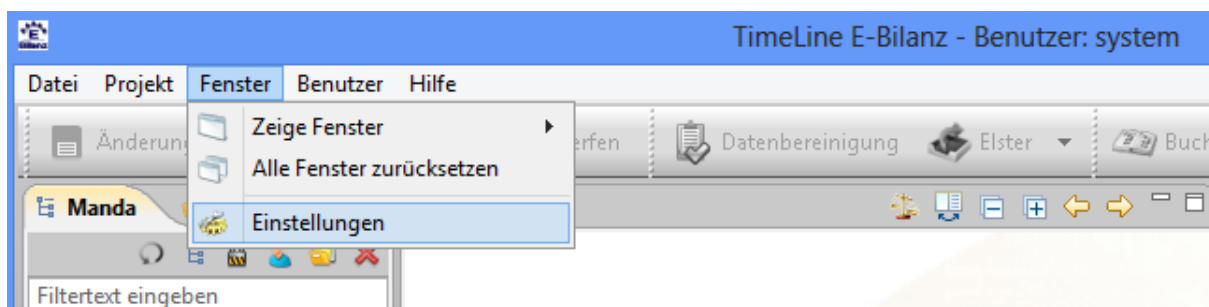 TimeLine E-Bilanz - Benutzer: system
Datei Projekt Fenster Benutzer Hilfe
Änderun
Zeige Fenster
erfen Datenbereinigung Elster Buch
Alle Fenster zurücksetzen
Manda
Einstellungen
Filtertext eingeben